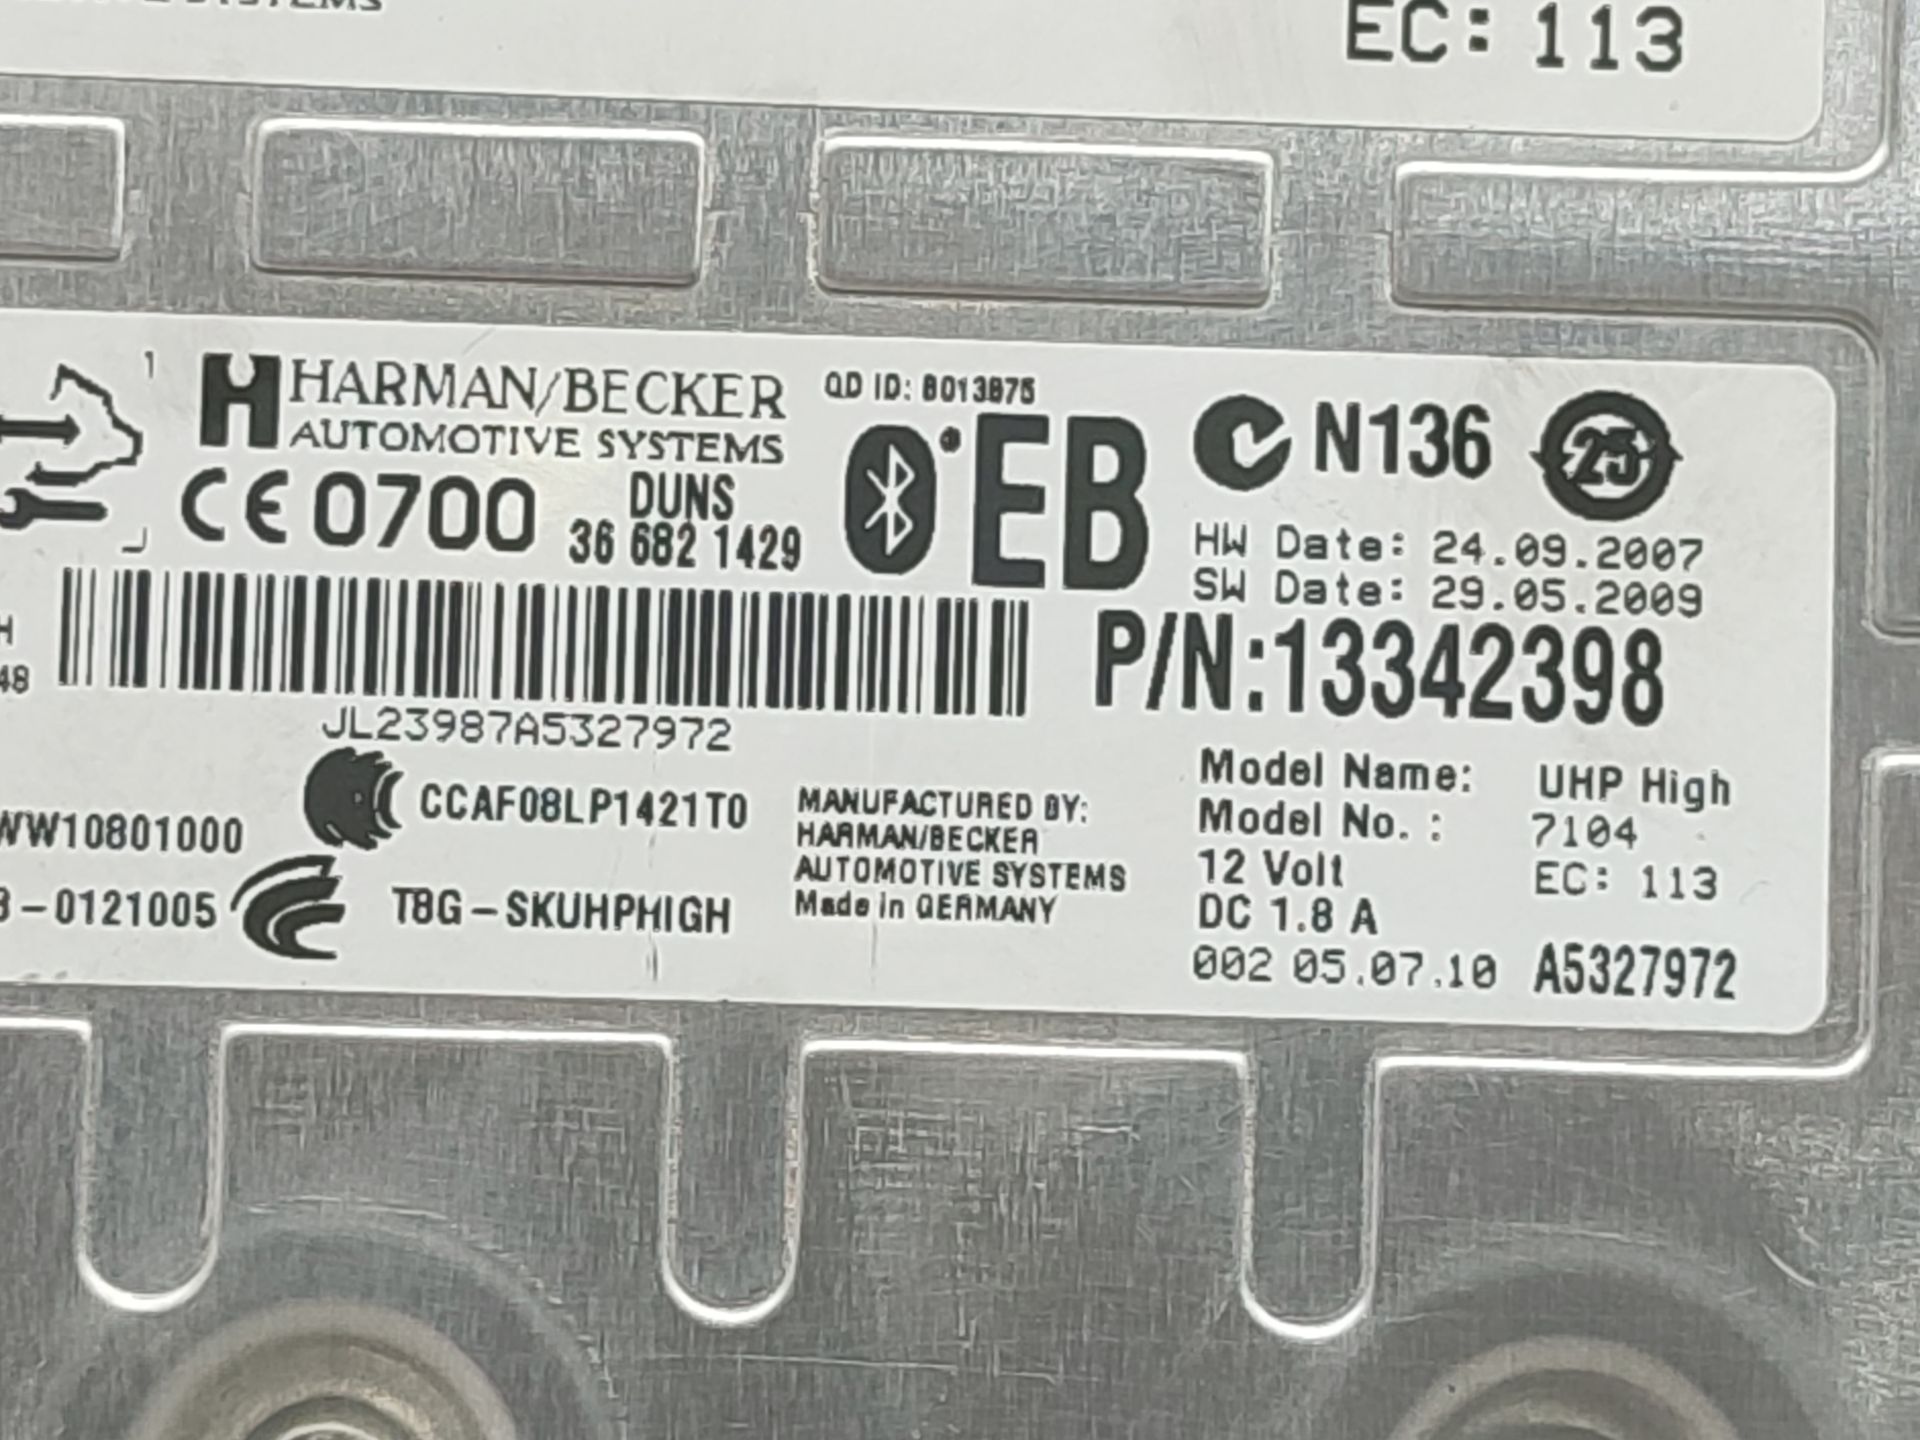 EC: 113
1
HARMAN/BECKER
AUTOMOTIVE SYSTEMS
QD ID: B013875
EB
N136
25
CE 0700
DUNS
36 682 1429
HW Date: 24.09.2007
SW Date: 29.05.2009
P/N:13342398
H
48
JL23987A5327972
WW10801000
CCAF08LP1421T0
-0121005
T8G-SKUHPHIGH
MANUFACTURED BY:
HARMAN/BECKER
AUTOMOTIVE SYSTEMS
Made in GERMANY
Model Name: UHP High
Model No. : 7104
12 Volt EC: 113
DC 1.8 A
002 05.07.10 A5327972